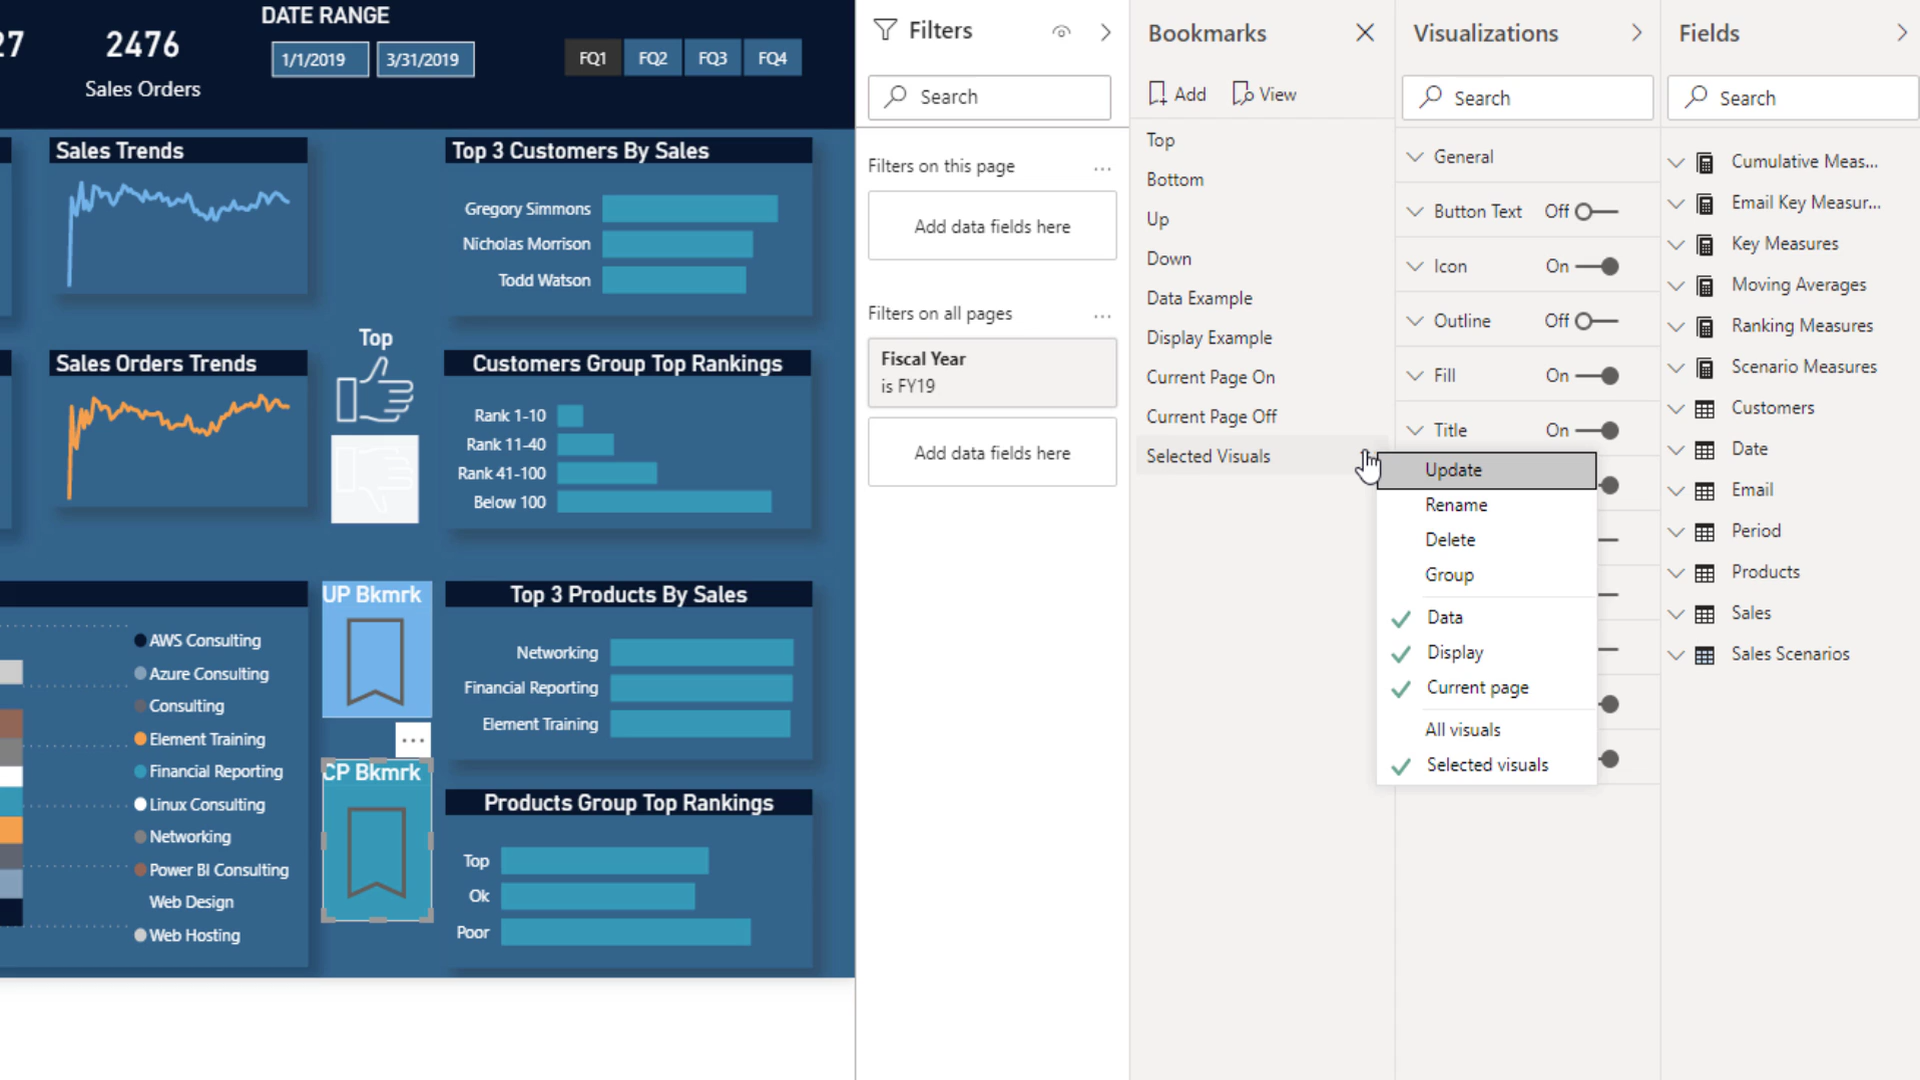 27
2476
Sales Orders
DATE RANGE
1/1/2019
3/31/2019
FQ1
FQ2
FQ3
FQ4
Sales Trends
Top 3 Customers By Sales
Gregory Simmons
Nicholas Morrison
Todd Watson
Top
Sales Orders Trends
Customers Group Top Rankings
Rank 1-10
Rank 11-40
Rank 41-100
Below 100
AWS Consulting
Azure Consulting
Consulting
Element Training
Financial Reporting
Linux Consulting
Networking
Power BI Consulting
Web Design
Web Hosting
UP Bkmrk
CP Bkmrk
Top 3 Products By Sales
Networking
Financial Reporting
Element Training
Products Group Top Rankings
Top
Ok
Poor
Filters
Search
Filters on this page
Add data fields here
Filters on all pages
Fiscal Year
is FY19
Add data fields here
Bookmarks
Add
View
Top
Bottom
Up
Down
Data Example
Display Example
Current Page On
Current Page Off
Selected Visuals
Update
Rename
Delete
Group
Data
Display
Current page
All visuals
Selected visuals
Visualizations
Search
General
Button Text Off
Icon On
Outline Off
Fill On
Title On
Fields
Search
Cumulative Meas...
Email Key Measur...
Key Measures
Moving Averages
Ranking Measures
Scenario Measures
Customers
Date
Email
Period
Products
Sales
Sales Scenarios